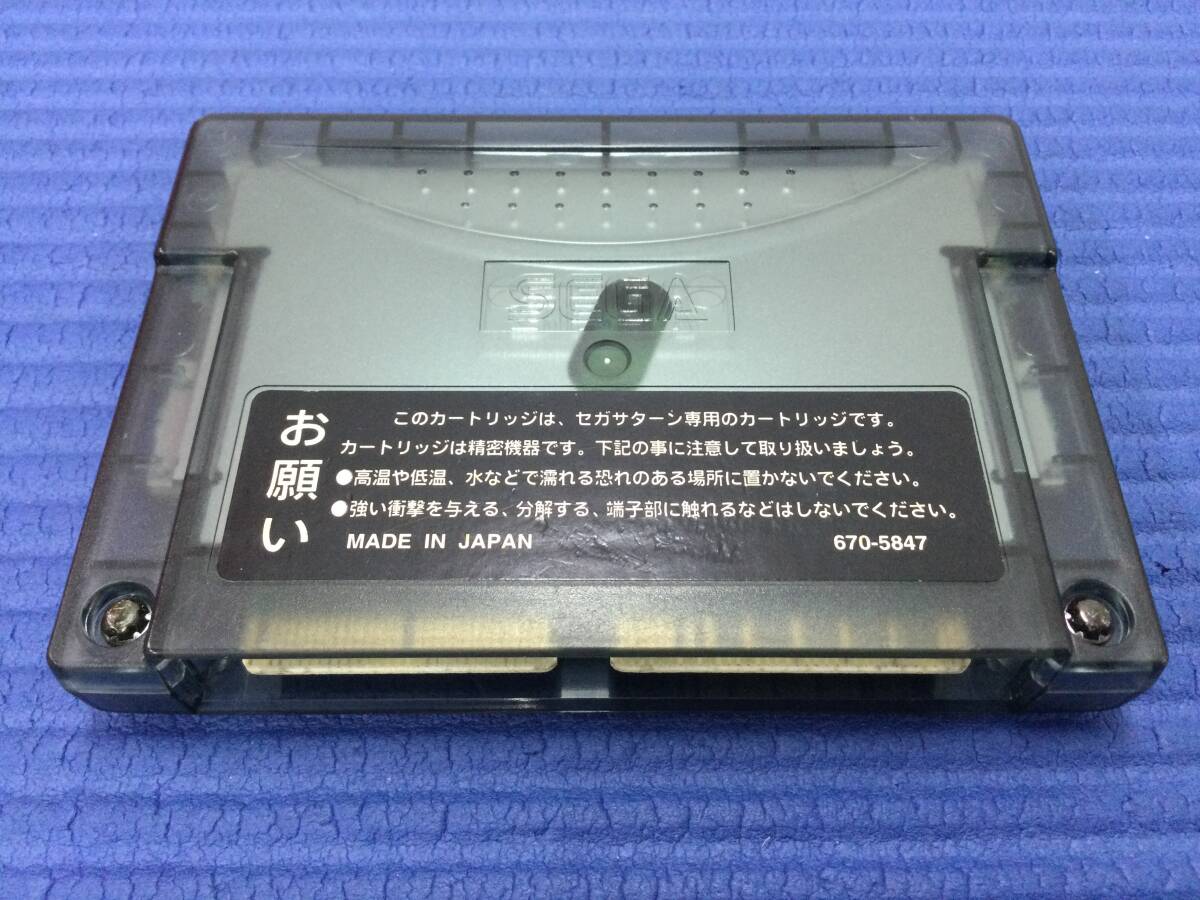 SEGA
お願い
このカートリッジは、セガサターン専用のカートリッジです。
カートリッジは精密機器です。下記の事に注意して取り扱いましょう。
●高温や低温、水などで濡れる恐れのある場所に置かないでください。
●強い衝撃を与える、分解する、端子部に触れるなどはしないでください。
MADE IN JAPAN 670-5847